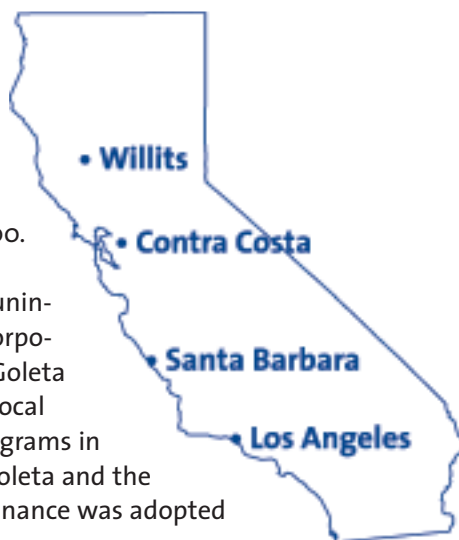 Willits
oo.
Contra Costa
unin-
orpo-
Goleta
Santa Barbara
ocal
grams in
Los Angeles
oleta and the
nance was adopted